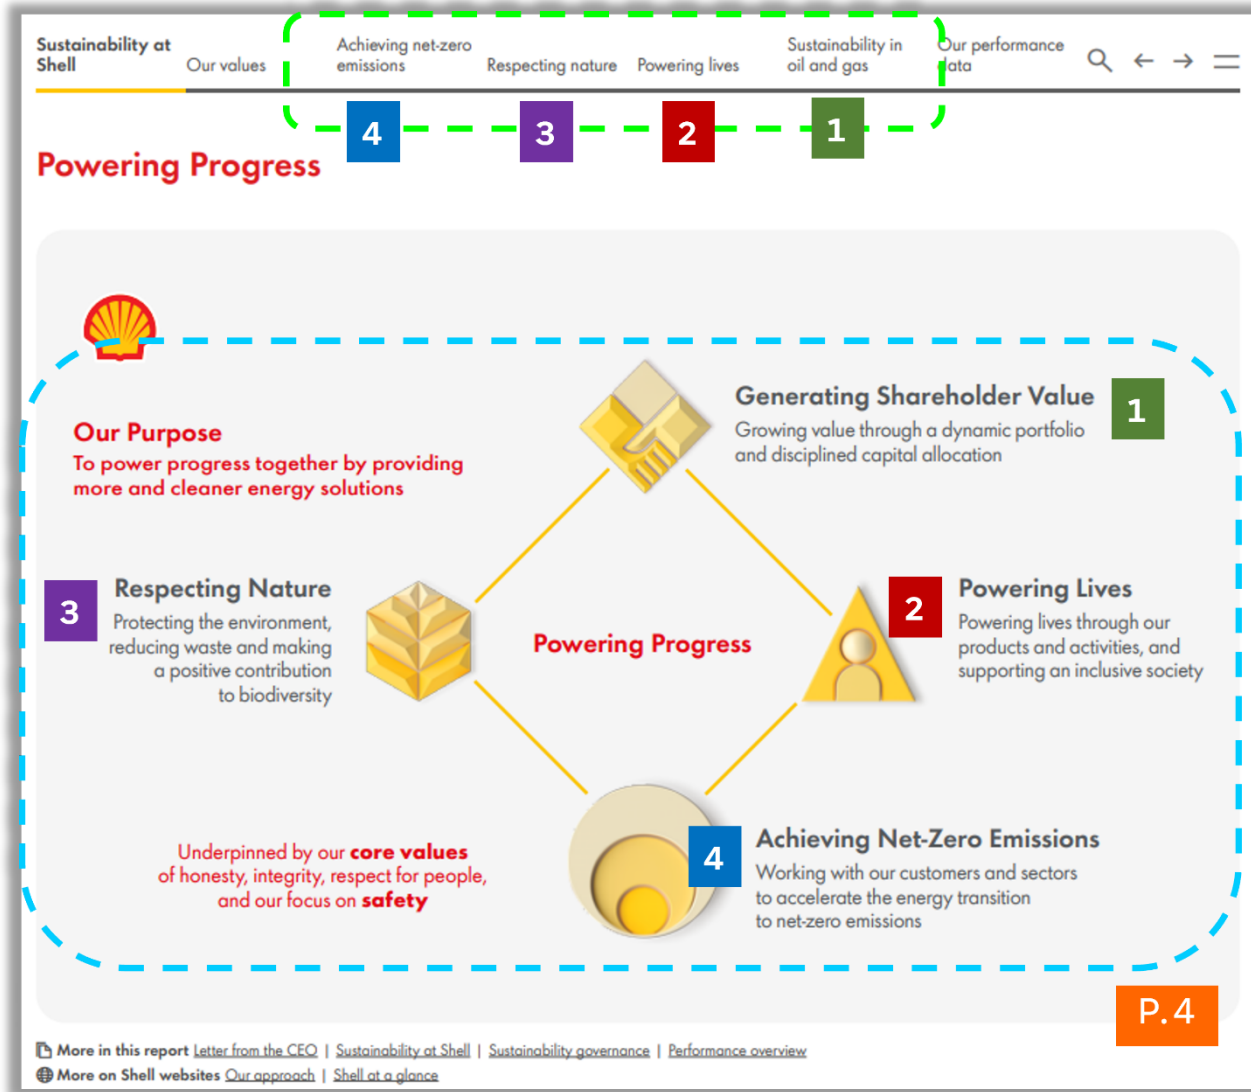 Sustainability at
Shell
Our values
Achieving net-zero
emissions
Respecting nature
Powering lives
Sustainability in
oil and gas
Our performance
data
4
3
2
1
Powering Progress
Our Purpose
To power progress together by providing
more and cleaner energy solutions
Generating Shareholder Value
Growing value through a dynamic portfolio
and disciplined capital allocation
1
3
Respecting Nature
Protecting the environment,
reducing waste and making
a positive contribution
to biodiversity
Powering Progress
2
Powering Lives
Powering lives through our
products and activities, and
supporting an inclusive society
Underpinned by our core values
of honesty, integrity, respect for people,
and our focus on safety
4
Achieving Net-Zero Emissions
Working with our customers and sectors
to accelerate the energy transition
to net-zero emissions
P.4
More in this report Letter from the CEO | Sustainability at Shell | Sustainability governance | Performance overview
More on Shell websites Our approach | Shell at a glance